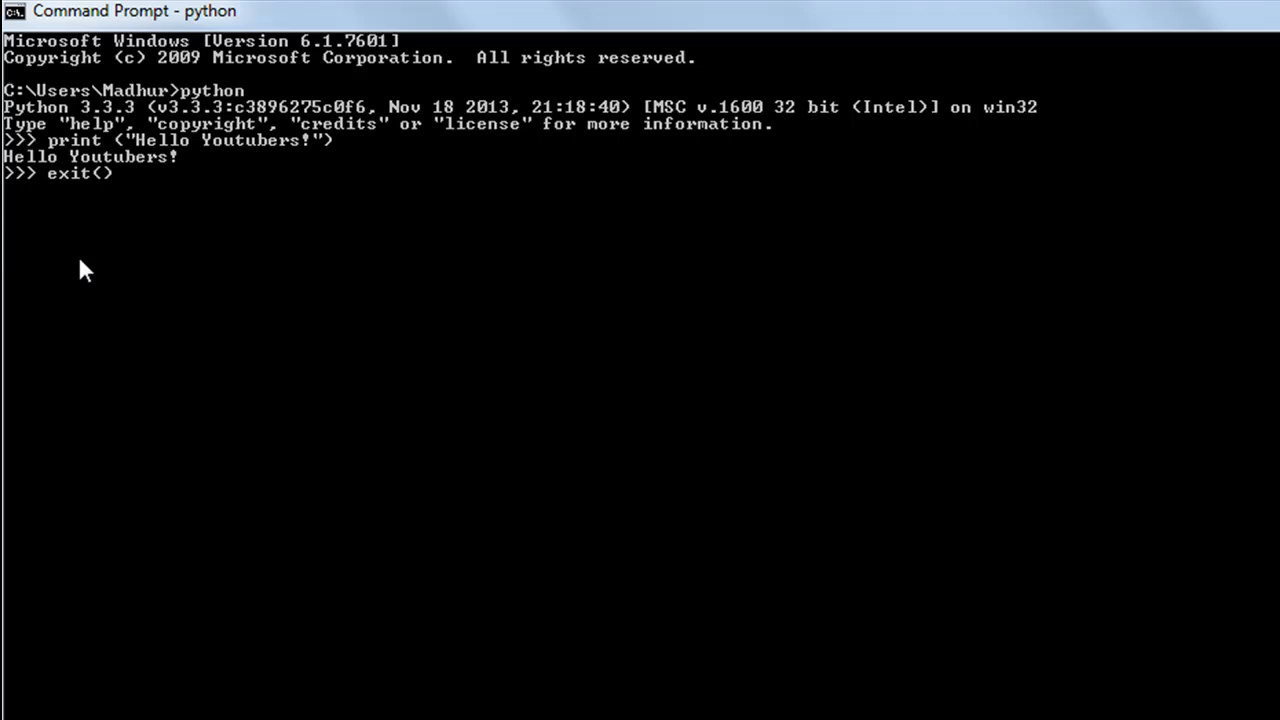 Command Prompt - python
Microsoft Windows [Version 6.1.7601]
Copyright (c) 2009 Microsoft Corporation.  All rights reserved.
C:\Users\Madhur>python
Python 3.3.3 (v3.3.3:c3896275c0f6, Nov 18 2013, 21:18:40) [MSC v.1600 32 bit (Intel)] on win32
Type "help", "copyright", "credits" or "license" for more information.
>>> print ("Hello Youtubers!")
Hello Youtubers!
>>> exit()